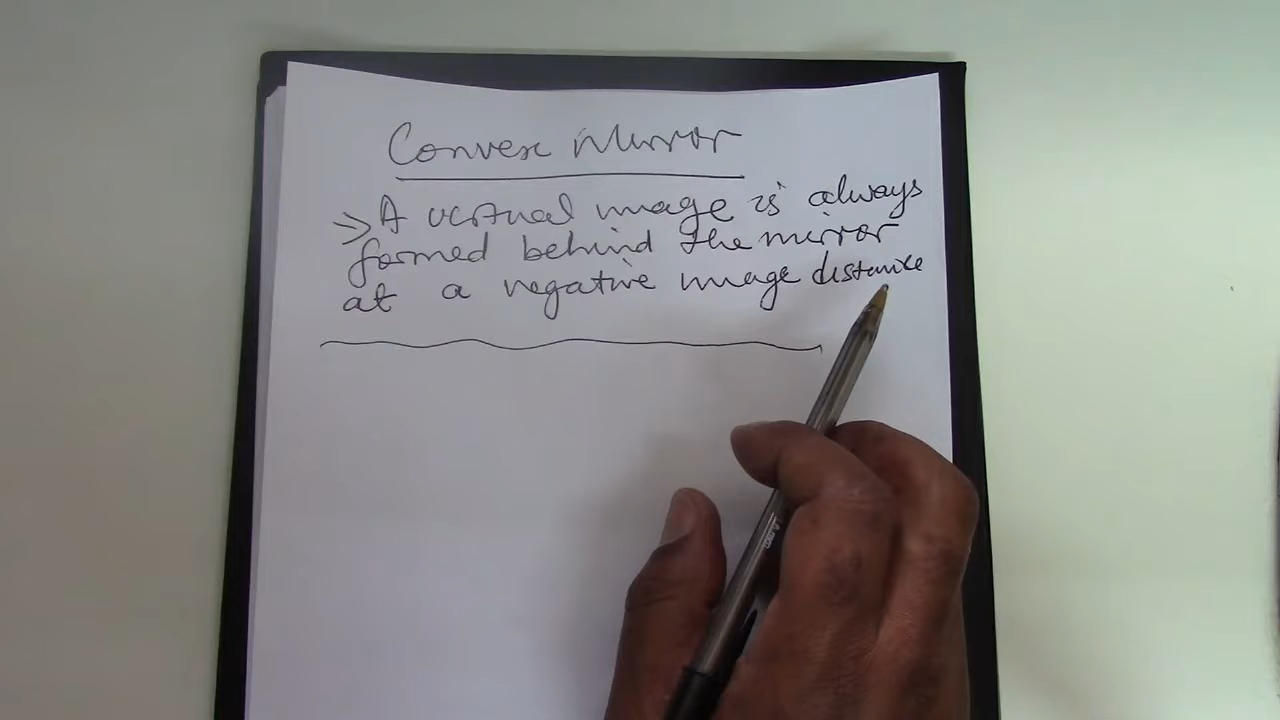 Convex Mirror
⇒ A virtual image is always
formed behind the mirror
at a negative image distance